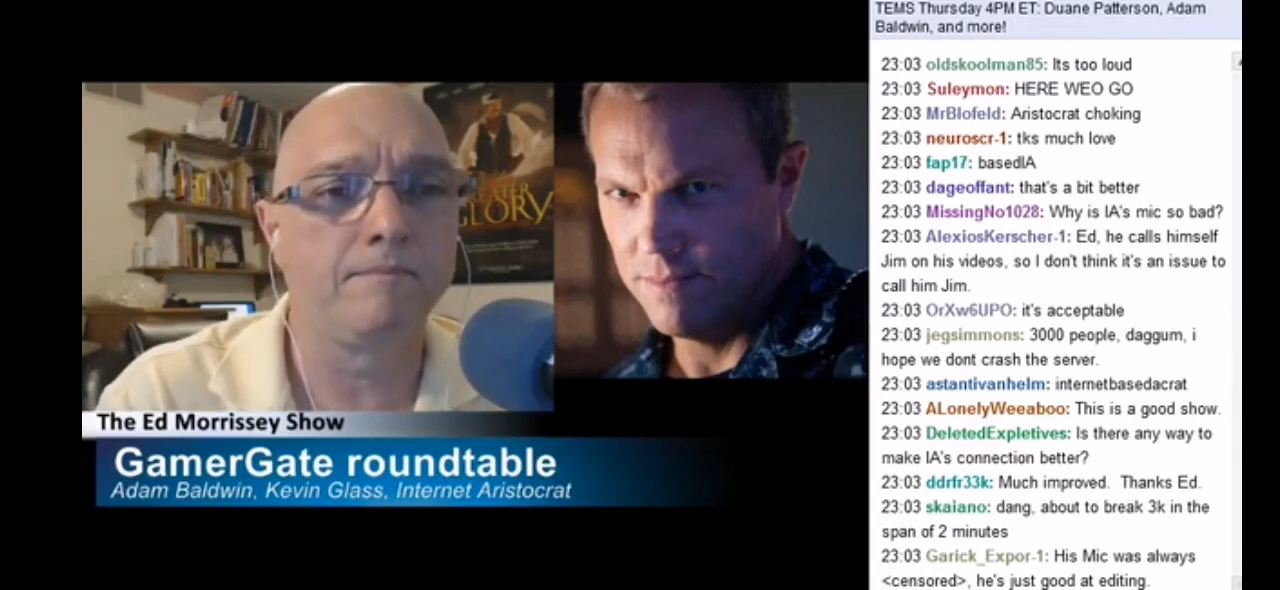 TEMS Thursday 4PM ET: Duane Patterson, Adam
Baldwin, and more!
23:03 oldskoolman85: Its too loud
23:03 Suleymon: HERE WEO GO
23:03 MrBlofeld: Aristocrat choking
23:03 neuroscr-1: tks much love
23:03 fap17: basedIA
23:03 dageoffant: that's a bit better
23:03 MissingNo1028: Why is IA's mic so bad?
23:03 AlexiosKerscher-1: Ed, he calls himself
Jim on his videos, so I don't think it's an issue to
call him Jim.
23:03 OrXw6UPO: it's acceptable
23:03 jegsimmons: 3000 people, daggum, i
hope we dont crash the server.
23:03 astantivanhelm: internetbasedacrat
23:03 ALonelyWeeaboo: This is a good show.
23:03 DeletedExpletives: Is there any way to
make IA's connection better?
23:03 ddrfr33k: Much improved.  Thanks Ed.
23:03 skaiano: dang, about to break 3k in the
span of 2 minutes
23:03 Garick_Expor-1: His Mic was always
<censored>, he's just good at editing.
GLORY
The Ed Morrissey Show
GamerGate roundtable
Adam Baldwin, Kevin Glass, Internet Aristocrat